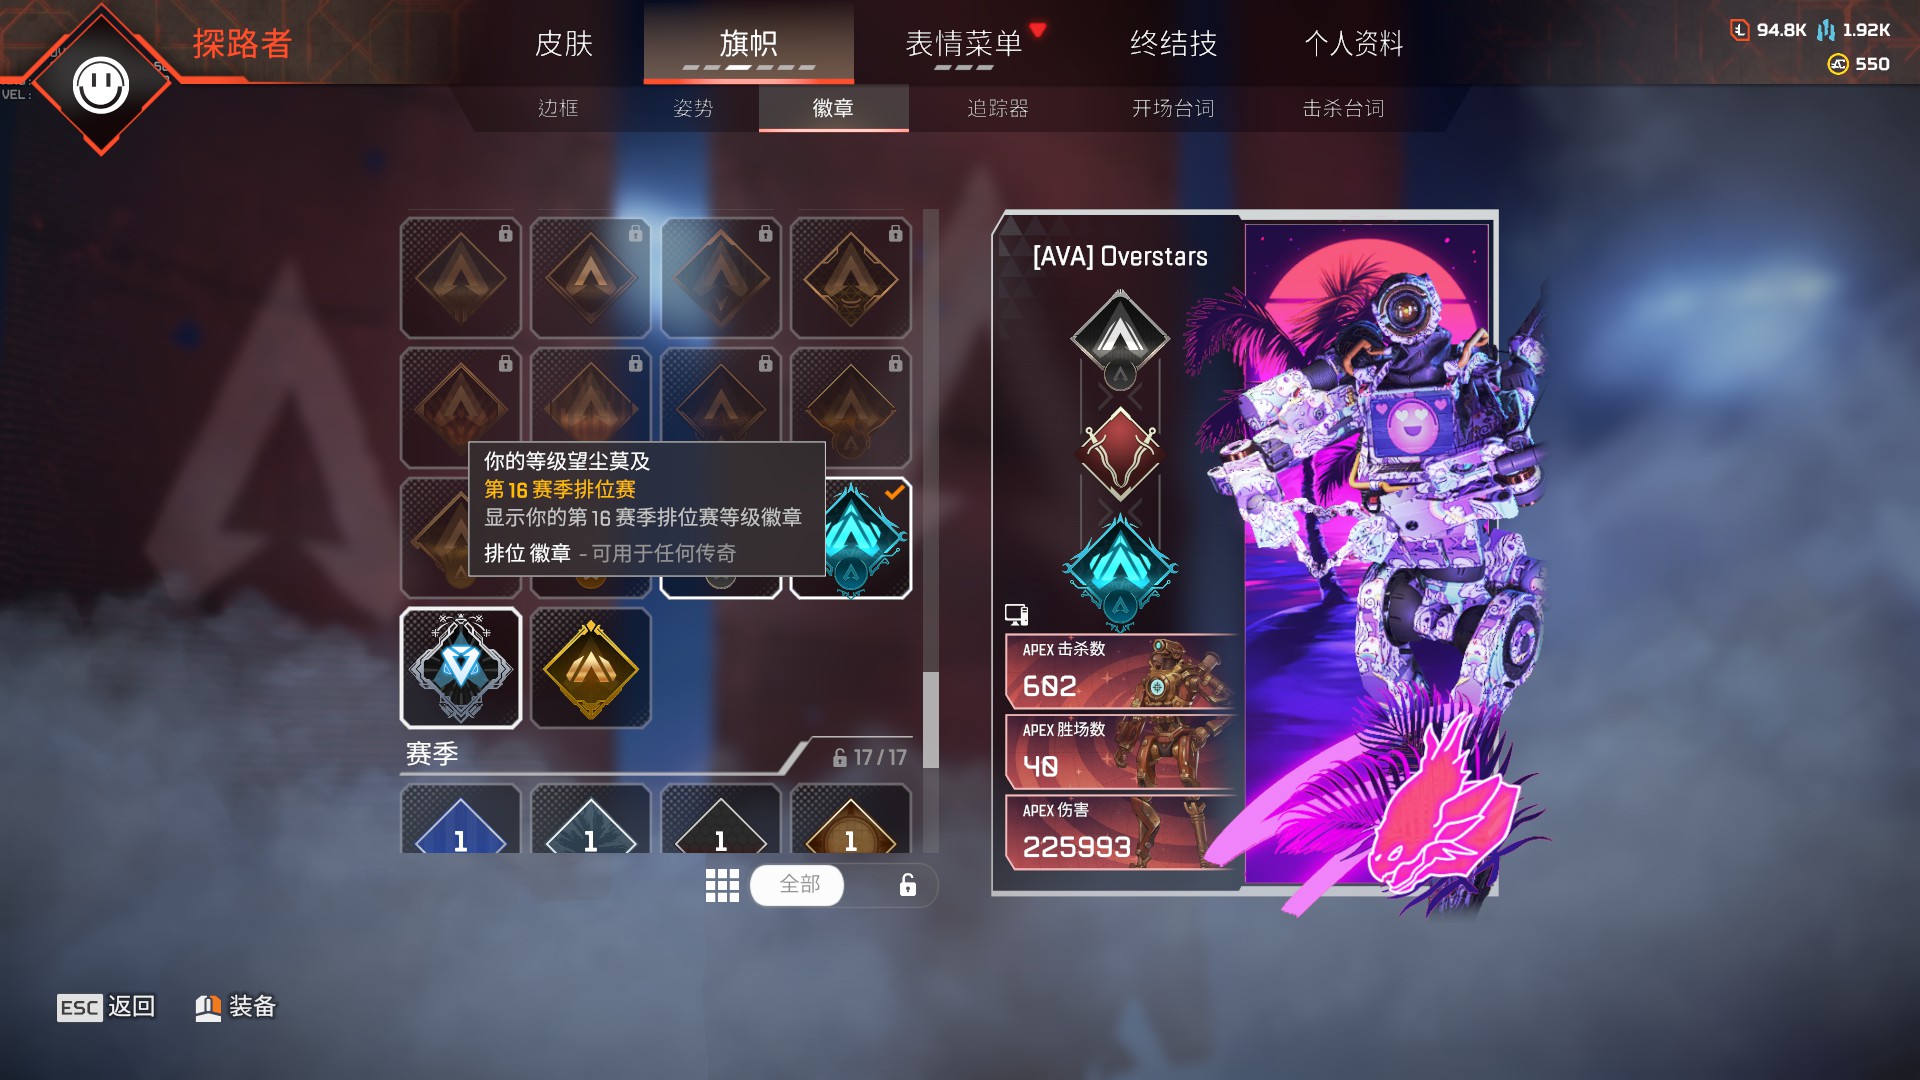 探路者
VEL:
皮肤
旗帜
表情菜单
终结技
个人资料
94.8K
1.92K
550
边框
姿势
徽章
追踪器
开场台词
击杀台词
你的等级望尘莫及
第 16 赛季排位赛
显示你的第 16 赛季排位赛等级徽章
排位 徽章 - 可用于任何传奇
赛季
17/17
1
1
1
1
全部
[AVA] Overstars
APEX 击杀数
602
APEX 胜场数
40
APEX 伤害
225993
ESC 返回
装备